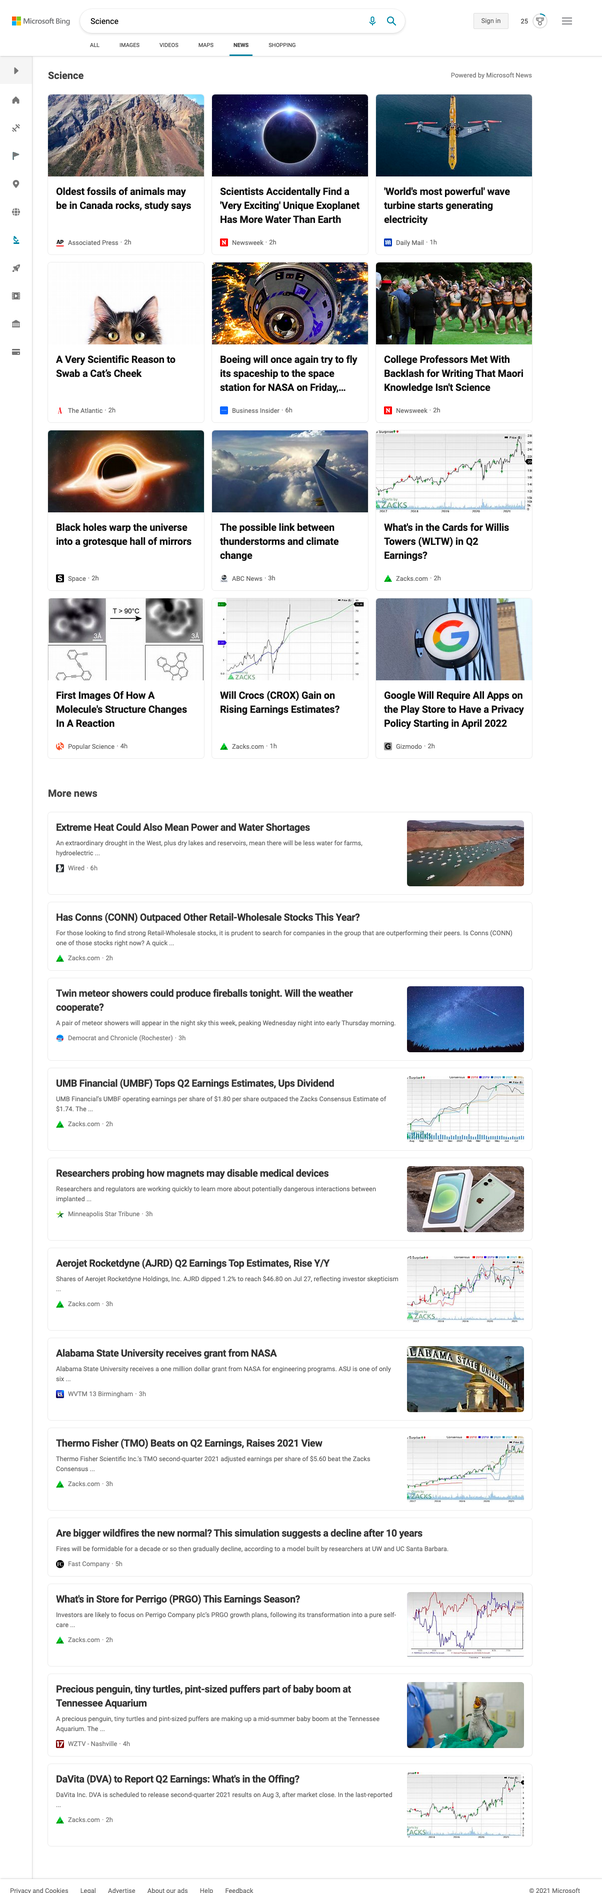 Microsoft Bing
Science
Sign in
25
ALL
IMAGES
VIDEOS
MAPS
NEWS
SHOPPING
Science
Powered by Microsoft News
Oldest fossils of animals may
be in Canada rocks, study says
AP Associated Press · 2h
Scientists Accidentally Find a
'Very Exciting' Unique Exoplanet
Has More Water Than Earth
Newsweek · 2h
'World's most powerful' wave
turbine starts generating
electricity
Daily Mail · 1h
A Very Scientific Reason to
Swab a Cat's Cheek
The Atlantic · 2h
Boeing will once again try to fly
its spaceship to the space
station for NASA on Friday,...
Business Insider · 6h
College Professors Met With
Backlash for Writing That Maori
Knowledge Isn't Science
Newsweek · 2h
Black holes warp the universe
into a grotesque hall of mirrors
Space · 2h
The possible link between
thunderstorms and climate
change
ABC News · 3h
ZACKS
What's in the Cards for Willis
Towers (WLTW) in Q2
Earnings?
Zacks.com · 2h
T > 90°C
3Å
3Å
First Images Of How A
Molecule's Structure Changes
In A Reaction
Popular Science · 4h
ZACKS
Will Crocs (CROX) Gain on
Rising Earnings Estimates?
Zacks.com · 1h
G
Google Will Require All Apps on
the Play Store to Have a Privacy
Policy Starting in April 2022
Gizmodo · 2h
More news
Extreme Heat Could Also Mean Power and Water Shortages
An extraordinary drought in the West, plus dry lakes and reservoirs, mean there will be less water for farms,
hydroelectric ...
Wired · 6h
Has Conns (CONN) Outpaced Other Retail-Wholesale Stocks This Year?
For those looking to find strong Retail-Wholesale stocks, it is prudent to search for companies in the group that are outperforming their peers. Is Conns (CONN)
one of those stocks right now? A quick ...
Zacks.com · 2h
Twin meteor showers could produce fireballs tonight. Will the weather
cooperate?
A pair of meteor showers will appear in the night sky this week, peaking Wednesday night into early Thursday morning.
Democrat and Chronicle (Rochester) · 3h
UMB Financial (UMBF) Tops Q2 Earnings Estimates, Ups Dividend
UMB Financial's UMBF operating earnings per share of $1.80 per share outpaced the Zacks Consensus Estimate of
$1.74. The ...
Zacks.com · 2h
ZACKS
Researchers probing how magnets may disable medical devices
Researchers and regulators are working quickly to learn more about potentially dangerous interactions between
implanted ...
Minneapolis Star Tribune · 3h
Aerojet Rocketdyne (AJRD) Q2 Earnings Top Estimates, Rise Y/Y
Shares of Aerojet Rocketdyne Holdings, Inc. AJRD dipped 1.2% to reach $46.80 on Jul 27, reflecting investor skepticism
...
Zacks.com · 3h
ZACKS
Alabama State University receives grant from NASA
Alabama State University receives a one million dollar grant from NASA for engineering programs. ASU is one of only
six ...
WVTM 13 Birmingham · 3h
ALABAMA STATE UNIVERSITY
Thermo Fisher (TMO) Beats on Q2 Earnings, Raises 2021 View
Thermo Fisher Scientific Inc.'s TMO second-quarter 2021 adjusted earnings per share of $5.60 beat the Zacks
Consensus ...
Zacks.com · 3h
ZACKS
Are bigger wildfires the new normal? This simulation suggests a decline after 10 years
Fires will be formidable for a decade or so then gradually decline, according to a model built by researchers at UW and UC Santa Barbara.
Fast Company · 5h
What's in Store for Perrigo (PRGO) This Earnings Season?
Investors are likely to focus on Perrigo Company plc's PRGO growth plans, following its transformation into a pure self-
care ...
Zacks.com · 2h
Precious penguin, tiny turtles, pint-sized puffers part of baby boom at
Tennessee Aquarium
A precious penguin, tiny turtles and pint-sized puffers are making up a mid-summer baby boom at the Tennessee
Aquarium. The ...
17 WZTV - Nashville · 4h
DaVita (DVA) to Report Q2 Earnings: What's in the Offing?
DaVita Inc. DVA is scheduled to release second-quarter 2021 results on Aug 3, after market close. In the last-reported
...
Zacks.com · 2h
ZACKS
Privacy and Cookies
Legal
Advertise
About our ads
Help
Feedback
© 2021 Microsoft